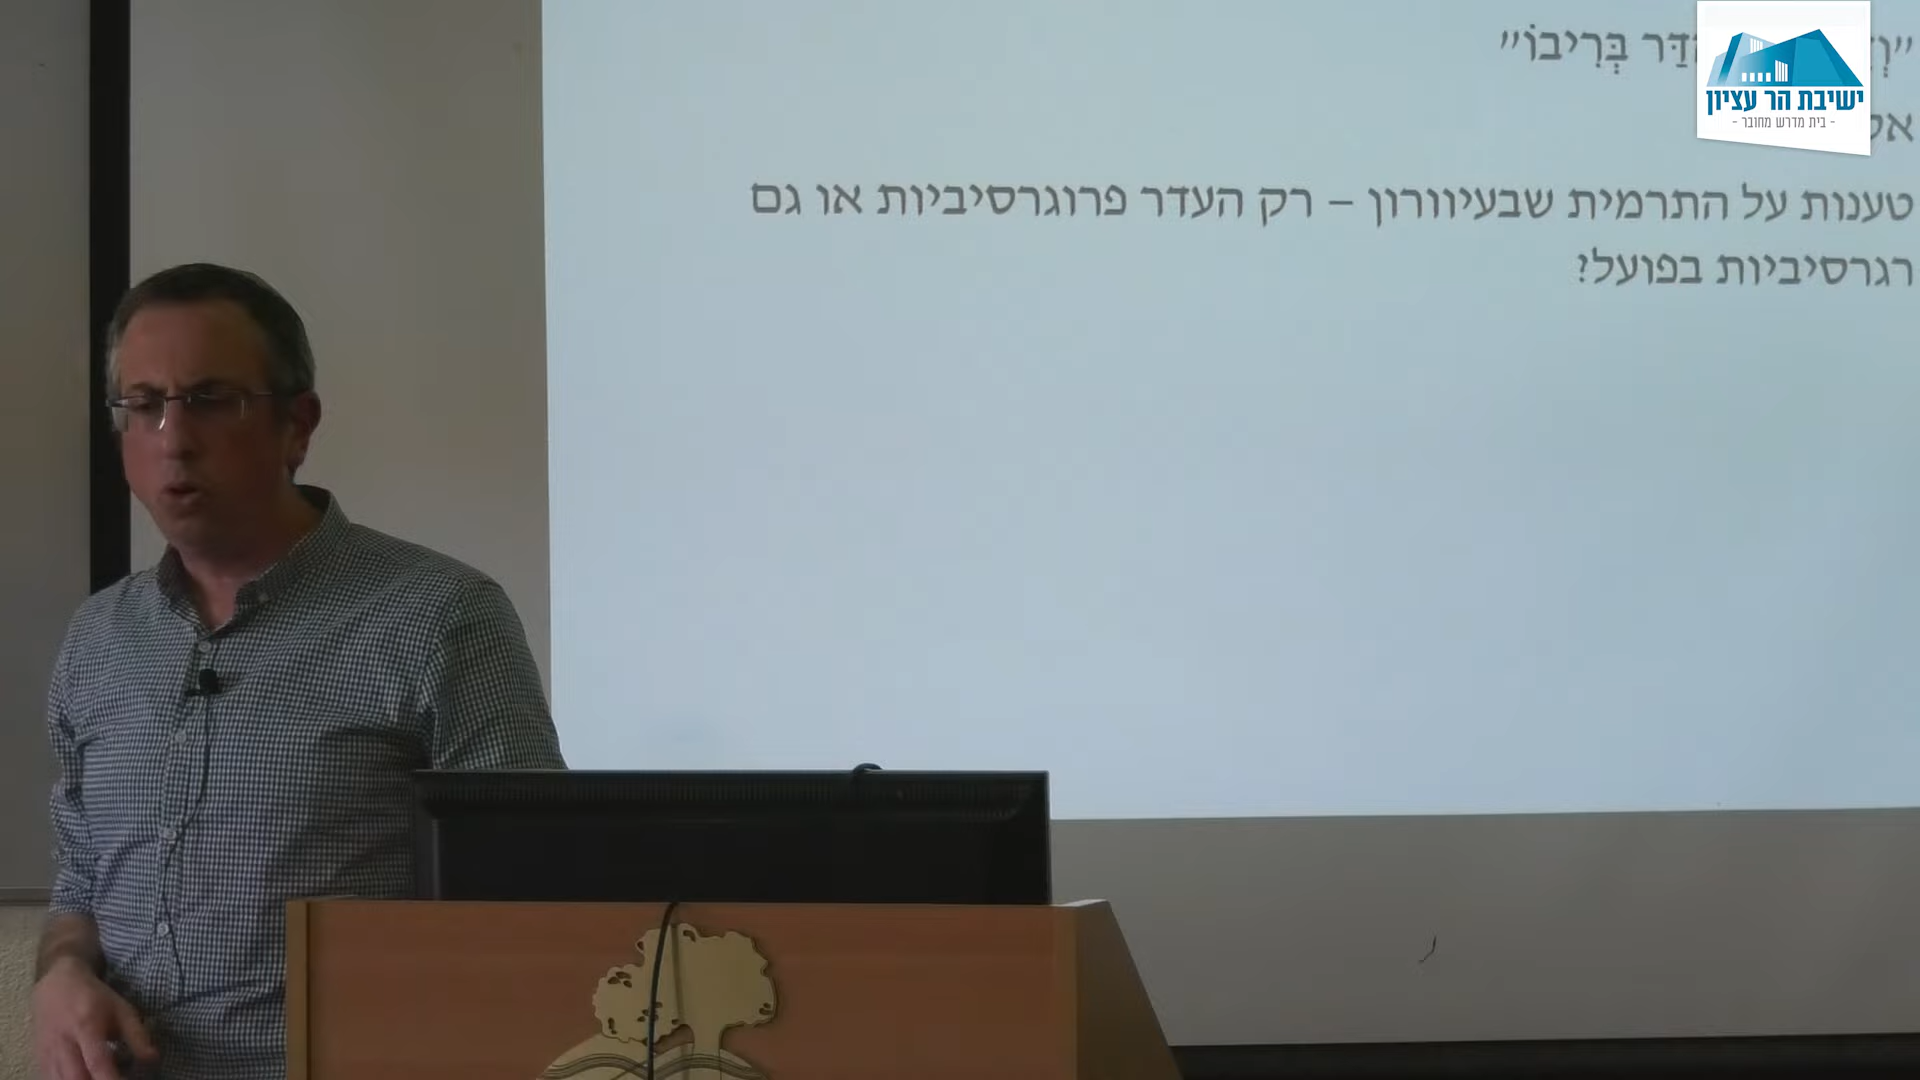 דַּר בְּרִיבוֹ״
טענות על התרמית שבעיוורון – רק העדר פרוגרסיביות או גם
רגרסיביות בפועל?
ישיבת הר עציון
- בית מדרש מחובר -